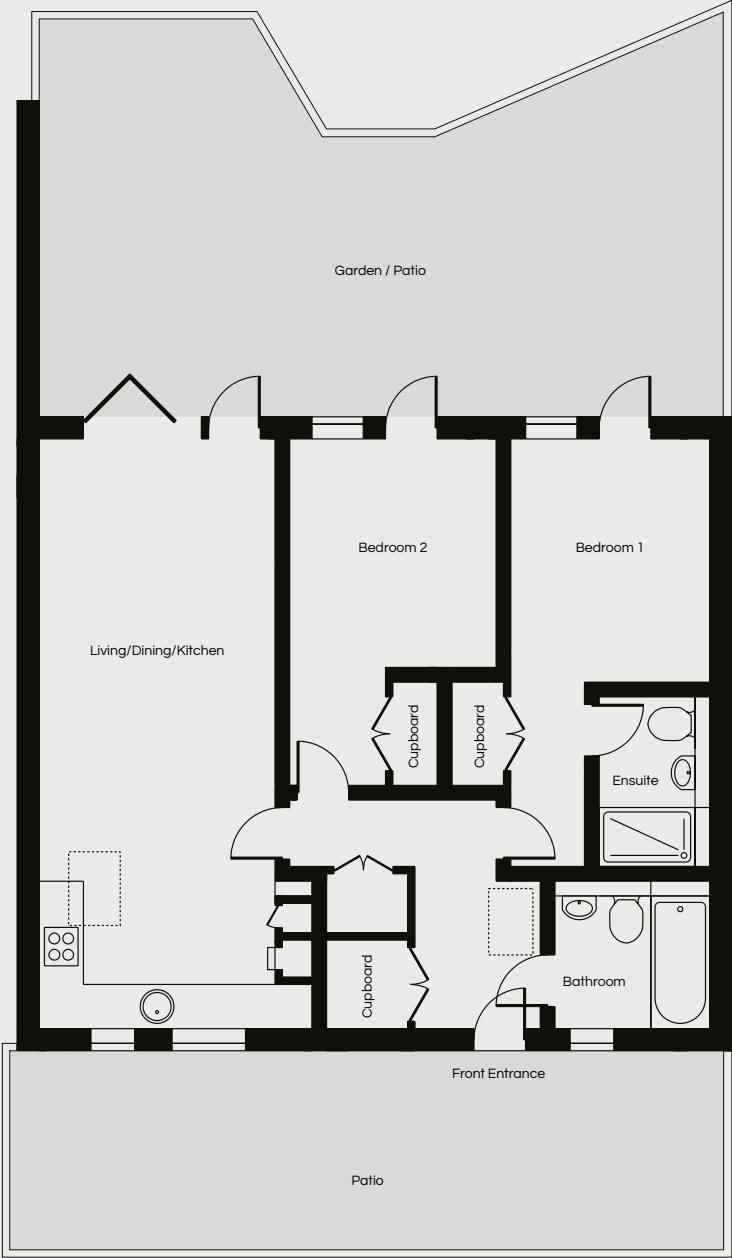 Garden / Patio
Bedroom 2
Bedroom 1
Living/Dining/Kitchen
Cupboard
Cupboard
Ensuite
Cupboard
Bathroom
Front Entrance
Patio